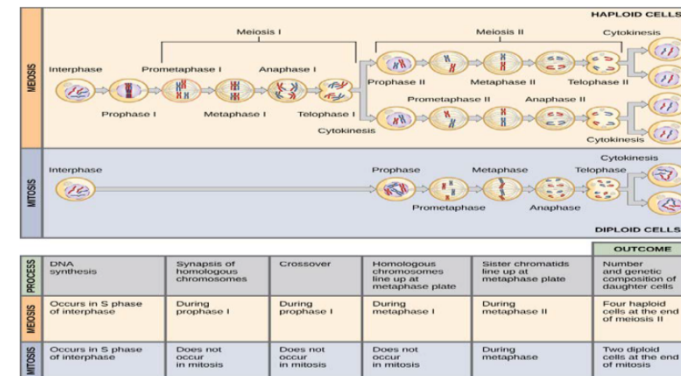 HAPLOID CELLS
Meiosis I
Meiosis II
Cytokinesis
MEIOSIS
Interphase
Prometaphase I
Anaphase I
Prophase II
Metaphase II
Telophase II
Prophase I
Metaphase I
Telophase I
Prometaphase II
Anaphase II
Cytokinesis
Cytokinesis
Cytokinesis
MITOSIS
Interphase
Prophase
Metaphase
Telophase
Prometaphase
Anaphase
DIPLOID CELLS
OUTCOME
PROCESS
DNA
synthesis
Synapsis of
homologous
chromosomes
Crossover
Homologous
chromosomes
line up at
metaphase plate
Sister chromatids
line up at
metaphase plate
Number
and genetic
composition of
daughter cells
MEIOSIS
Occurs in S phase
of interphase
During
prophase I
During
prophase I
During
metaphase I
During
metaphase II
Four haploid
cells at the end
of meiosis II
MITOSIS
Occurs in S phase
of interphase
Does not
occur
in mitosis
Does not
occur
in mitosis
Does not
occur
in mitosis
During
metaphase
Two diploid
cells at the end
of mitosis